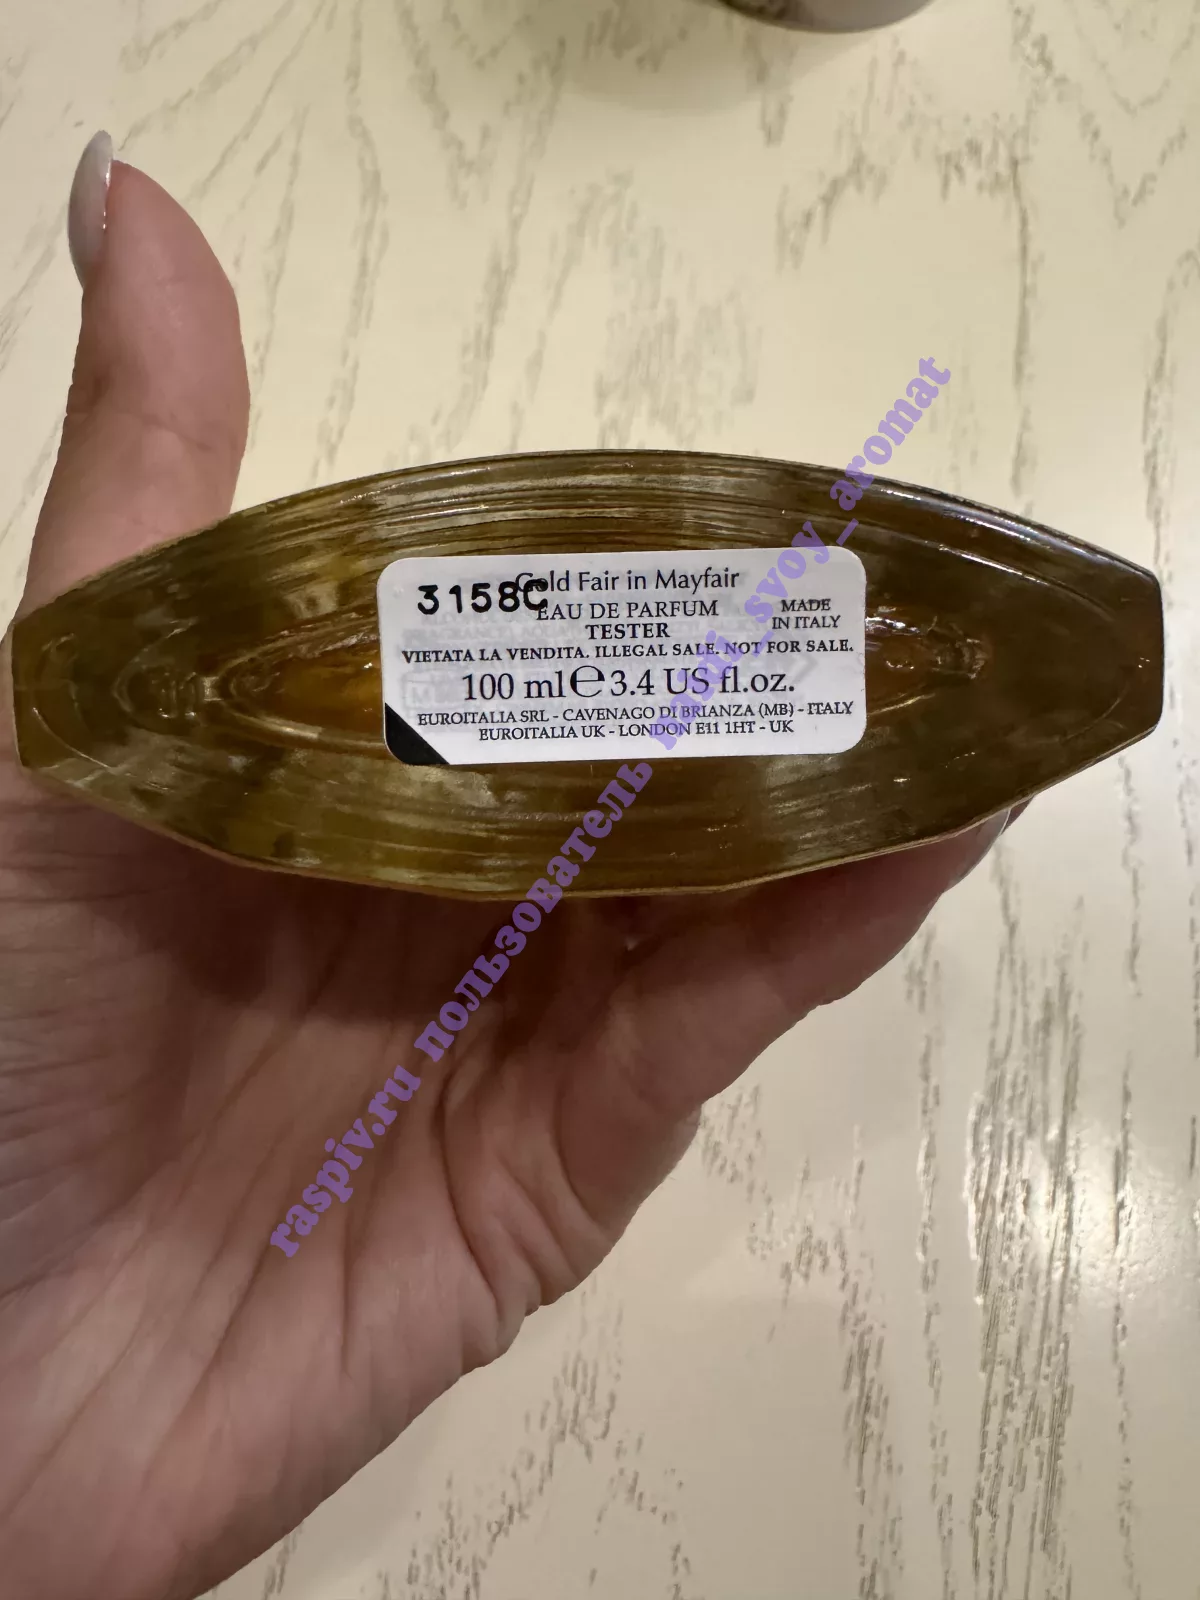 3158C
Gold Fair in Mayfair
EAU DE PARFUM
TESTER
MADE
IN ITALY
VIETATA LA VENDITA. ILLEGAL SALE. NOT FOR SALE.
100 ml ℮ 3.4 US fl.oz.
EUROITALIA SRL - CAVENAGO DI BRIANZA (MB) - ITALY
EUROITALIA UK - LONDON E11 1HT - UK
raspiv.ru пользователь naidi_svoy_aromat